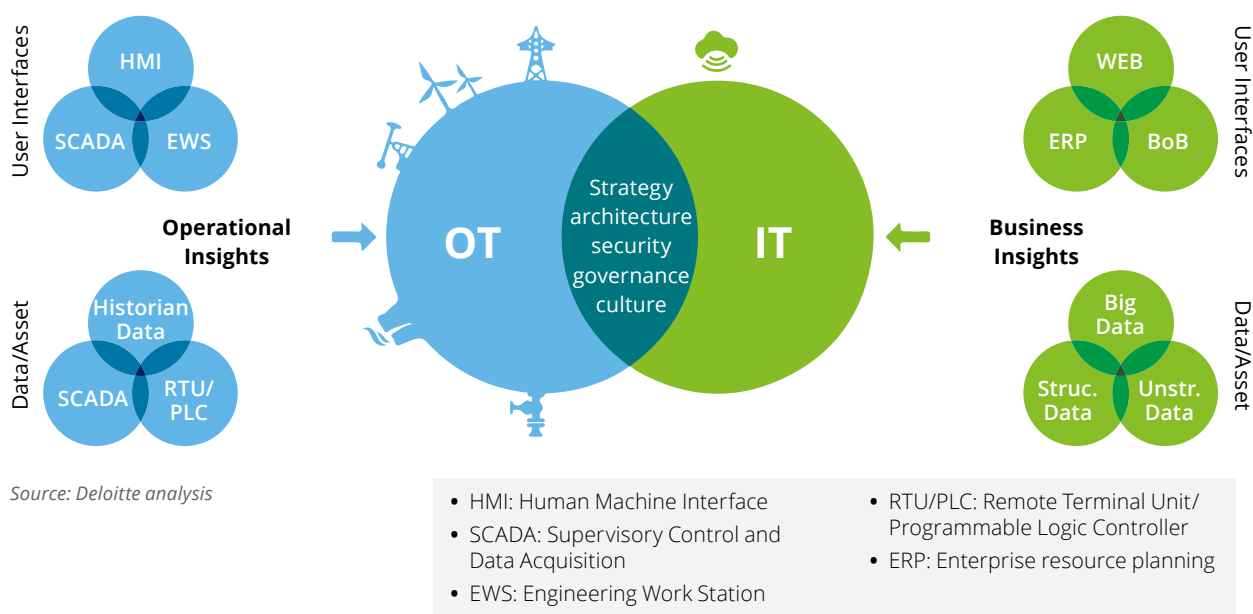 User Interfaces
HMI
SCADA
EWS
Operational
Insights
Data/Asset
Historian
Data
SCADA
RTU/
PLC
OT
Strategy
architecture
security
governance
culture
IT
User Interfaces
WEB
ERP
BoB
Business
Insights
Data/Asset
Big
Data
Struc.
Data
Unstr.
Data
Source: Deloitte analysis
• HMI: Human Machine Interface
• SCADA: Supervisory Control and
Data Acquisition
• EWS: Engineering Work Station
• RTU/PLC: Remote Terminal Unit/
Programmable Logic Controller
• ERP: Enterprise resource planning